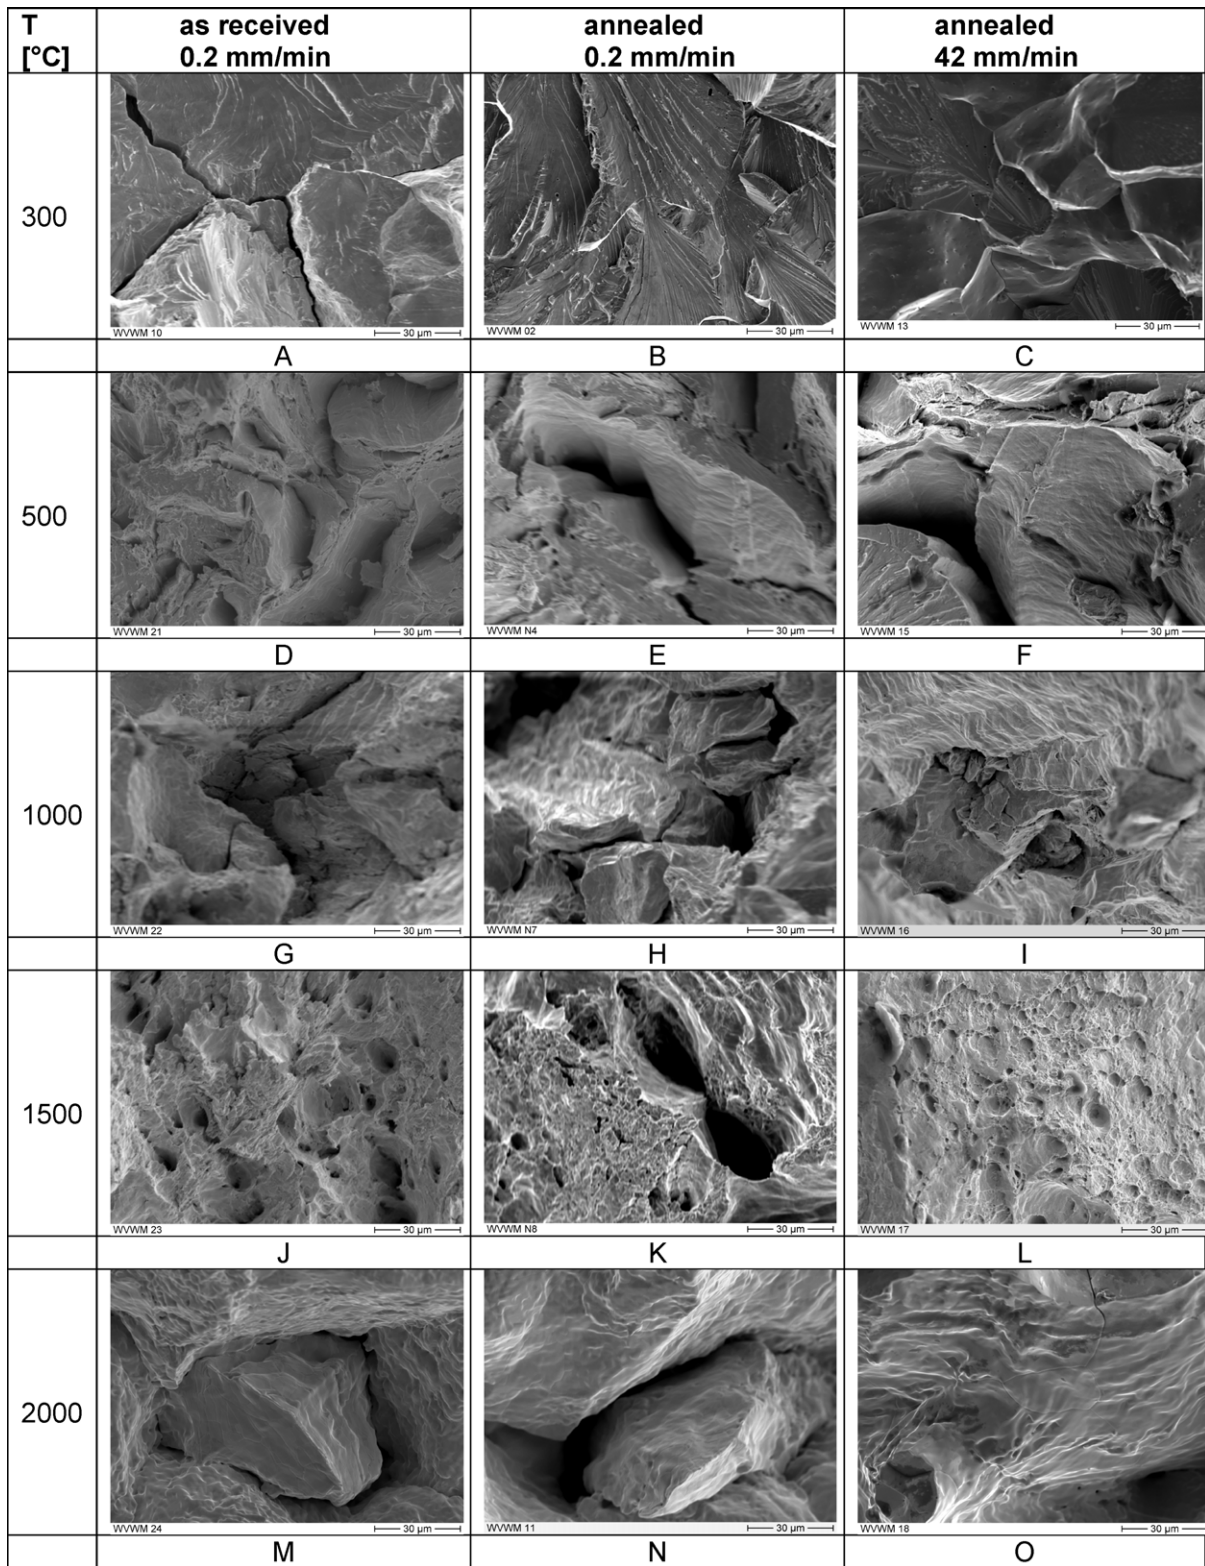 T
[°C]
as received
0.2 mm/min
annealed
0.2 mm/min
annealed
42 mm/min
300
WVWM 10
30 µm
WVWM 02
30 µm
WVWM 13
30 µm
A
B
C
500
WVWM 21
30 µm
WVWM N4
30 µm
WVWM 15
30 µm
D
E
F
1000
WVWM 22
30 µm
WVWM N7
30 µm
WVWM 16
30 µm
G
H
I
1500
WVWM 23
30 µm
WVWM N8
30 µm
WVWM 17
30 µm
J
K
L
2000
WVWM 24
30 µm
WVWM 11
30 µm
WVWM 18
30 µm
M
N
O